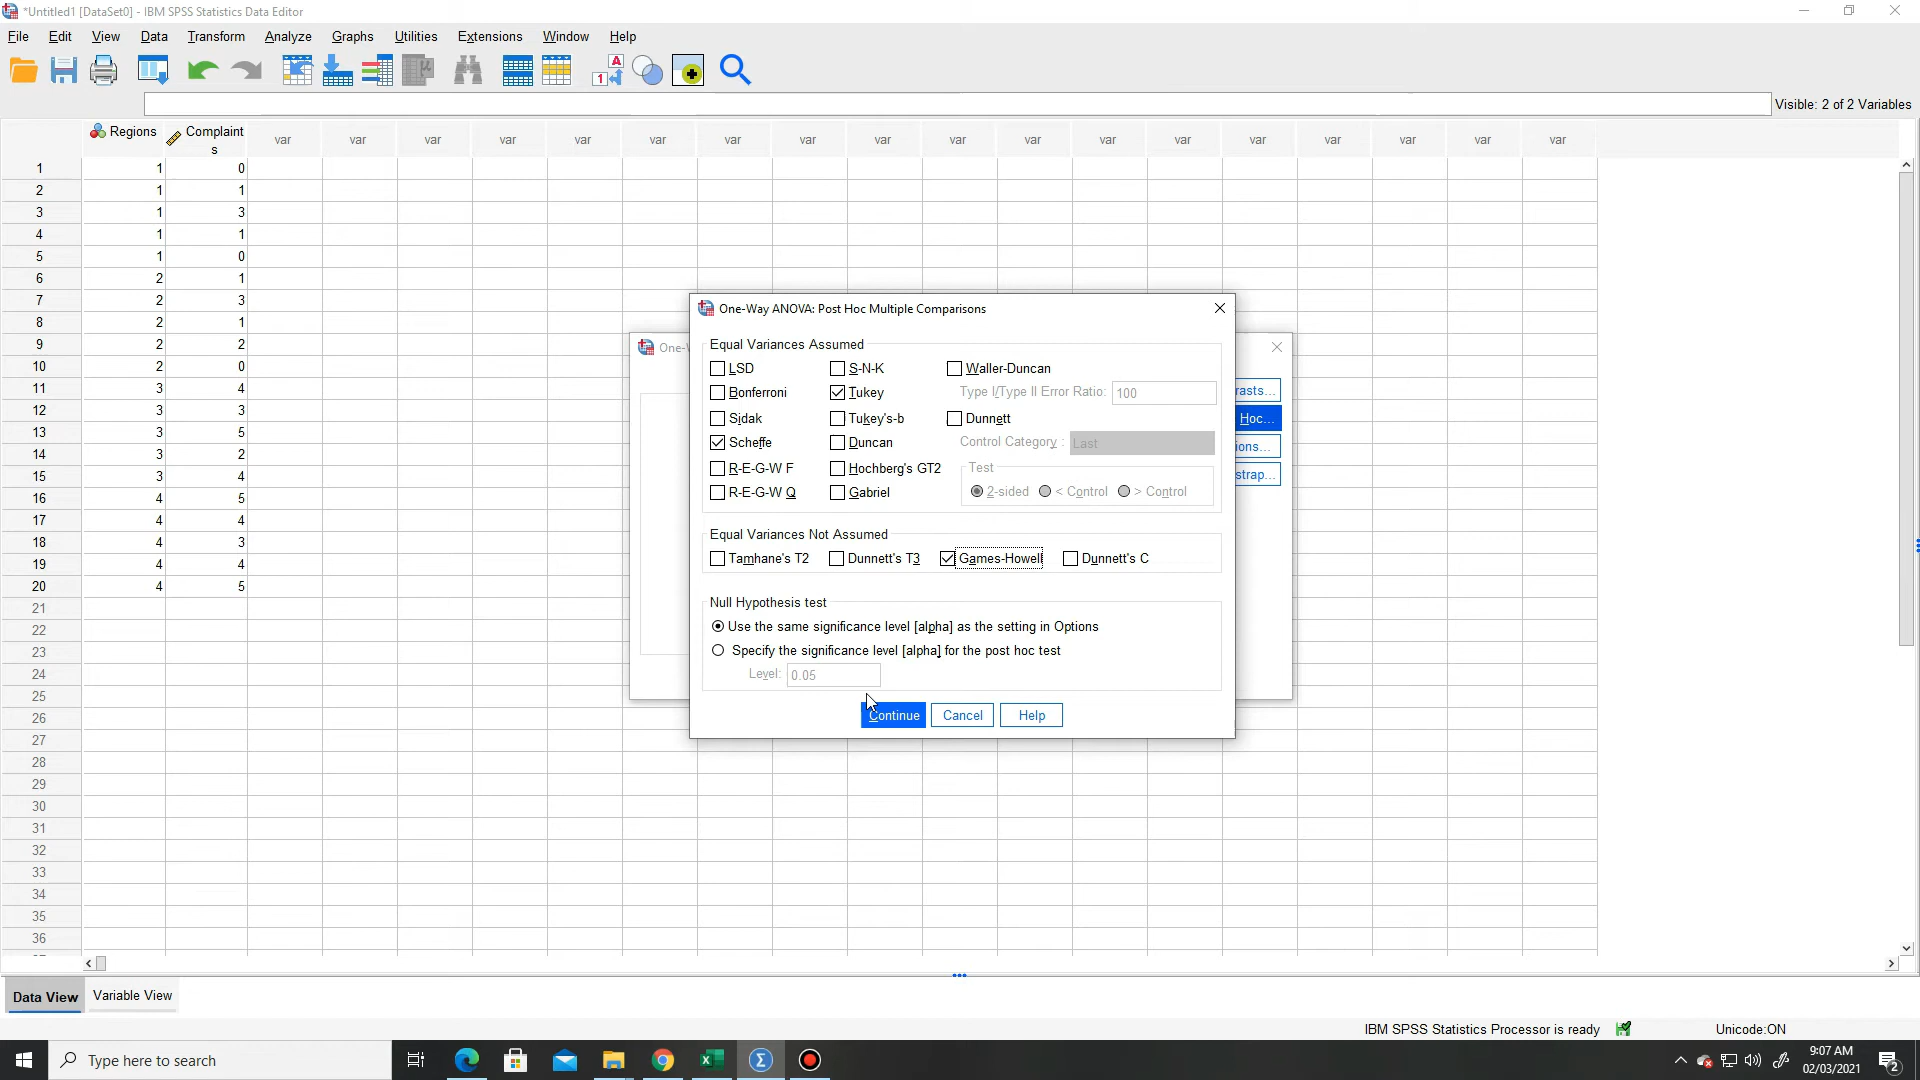 *Untitled1 [DataSet0] - IBM SPSS Statistics Data Editor
File Edit View Data Transform Analyze Graphs Utilities Extensions Window Help
Visible: 2 of 2 Variables
Regions Complaint
s
var var var var var var var var var var var var var var var var var var
1 1 0
2 1 1
3 1 3
4 1 1
5 1 0
6 2 1
7 2 3
8 2 1
9 2 2
10 2 0
11 3 4
12 3 3
13 3 5
14 3 2
15 3 4
16 4 5
17 4 4
18 4 3
19 4 4
20 4 5
21
22
23
24
25
26
27
28
29
30
31
32
33
34
35
36
One-Way ANOVA: Post Hoc Multiple Comparisons
Equal Variances Assumed
LSD S-N-K Waller-Duncan
Bonferroni Tukey Type I/Type II Error Ratio: 100
Sidak Tukey's-b Dunnett
Scheffe Duncan Control Category : Last
R-E-G-W F Hochberg's GT2 Test
R-E-G-W Q Gabriel 2-sided < Control > Control
Equal Variances Not Assumed
Tamhane's T2 Dunnett's T3 Games-Howell Dunnett's C
Null Hypothesis test
Use the same significance level [alpha] as the setting in Options
Specify the significance level [alpha] for the post hoc test
Level: 0.05
Continue Cancel Help
One-W
rasts...
Hoc...
ions...
strap...
Data View Variable View
IBM SPSS Statistics Processor is ready Unicode:ON
Type here to search
9:07 AM
02/03/2021
2